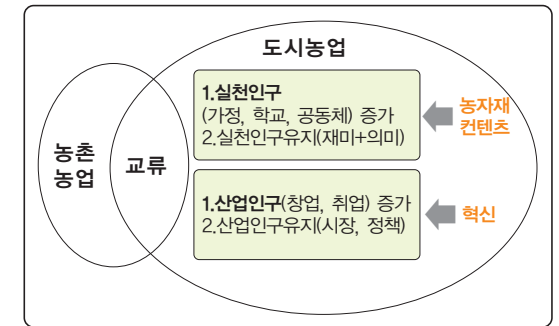 도시농업
1.실천인구
(가정, 학교, 공동체) 증가
2.실천인구유지(재미+의미)
농자재
컨텐츠
농촌
농업
교류
1.산업인구(창업, 취업) 증가
2.산업인구유지(시장, 정책)
혁신